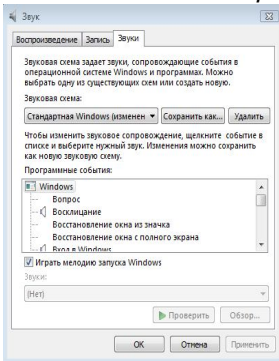 Звук
Воспроизведение Запись Звуки
Звуковая схема задает звуки, сопровождающие события в
операционной системе Windows и программах. Можно
выбрать одну из существующих схем или создать новую.
Звуковая схема:
Стандартная Windows (изменен Сохранить как... Удалить
Чтобы изменить звуковое сопровождение, щелкните событие в
списке и выберите нужный звук. Изменения можно сохранить
как новую звуковую схему.
Программные события:
Windows
Вопрос
Восклицание
Восстановление окна из значка
Восстановление окна с полного экрана
Вход в Windows
Играть мелодию запуска Windows
Звуки:
(Нет)
Проверить Обзор...
OK Отмена Применить